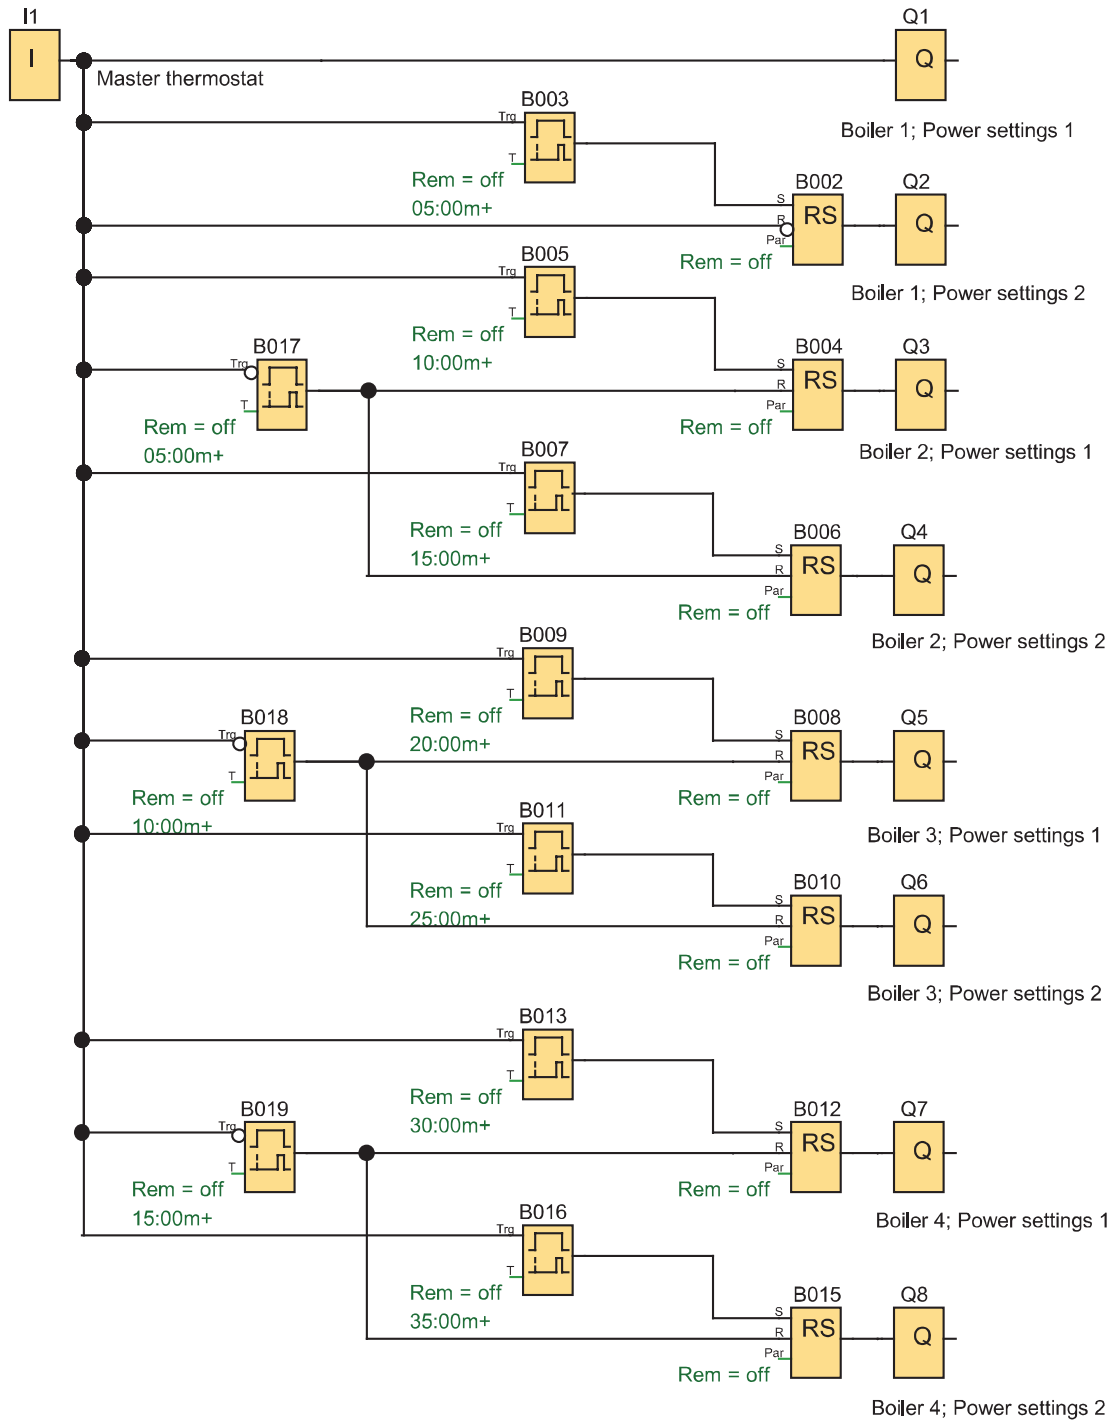 I1
I
Master thermostat
Q1
Q
Boiler 1; Power settings 1
B003
Trg
T
Rem = off
05:00m+
B002
S
R
Par
RS
Rem = off
Q2
Q
Boiler 1; Power settings 2
B005
Trg
T
Rem = off
10:00m+
B017
Trg
T
Rem = off
05:00m+
B004
S
R
Par
RS
Rem = off
Q3
Q
Boiler 2; Power settings 1
B007
Trg
T
Rem = off
15:00m+
B006
S
R
Par
RS
Rem = off
Q4
Q
Boiler 2; Power settings 2
B009
Trg
T
Rem = off
20:00m+
B018
Trg
T
Rem = off
10:00m+
B008
S
R
Par
RS
Rem = off
Q5
Q
Boiler 3; Power settings 1
B011
Trg
T
Rem = off
25:00m+
B010
S
R
Par
RS
Rem = off
Q6
Q
Boiler 3; Power settings 2
B013
Trg
T
Rem = off
30:00m+
B019
Trg
T
Rem = off
15:00m+
B012
S
R
Par
RS
Rem = off
Q7
Q
Boiler 4; Power settings 1
B016
Trg
T
Rem = off
35:00m+
B015
S
R
Par
RS
Rem = off
Q8
Q
Boiler 4; Power settings 2